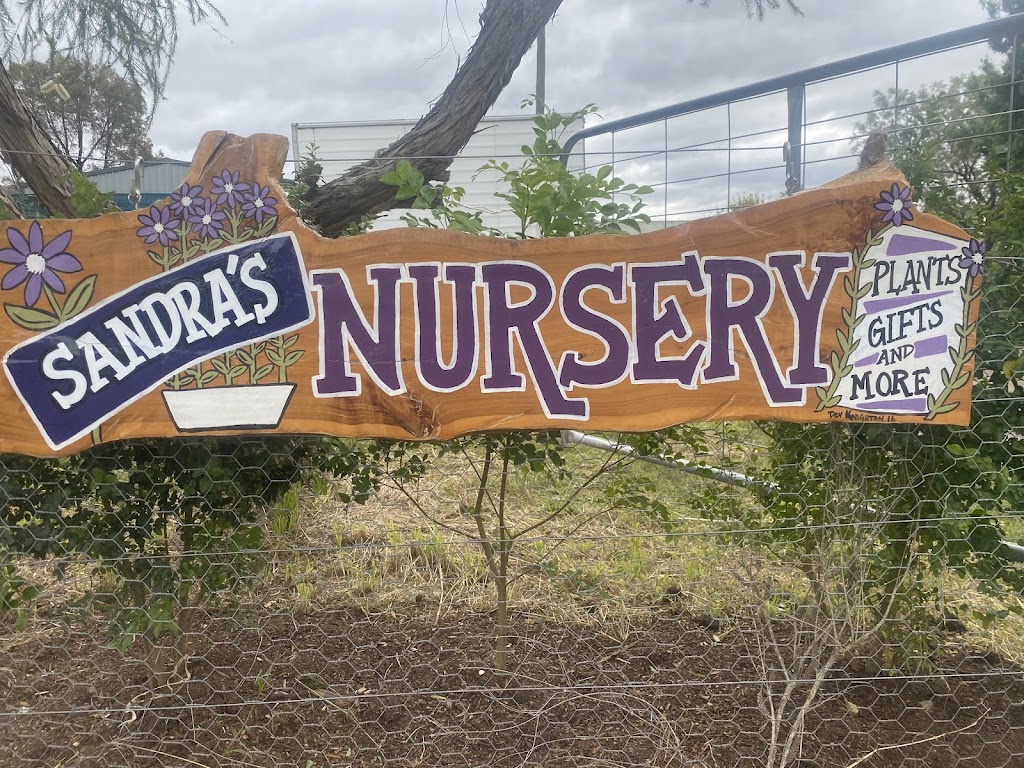 SANDRA'S
NURSERY
PLANTS
GIFTS
AND
MORE